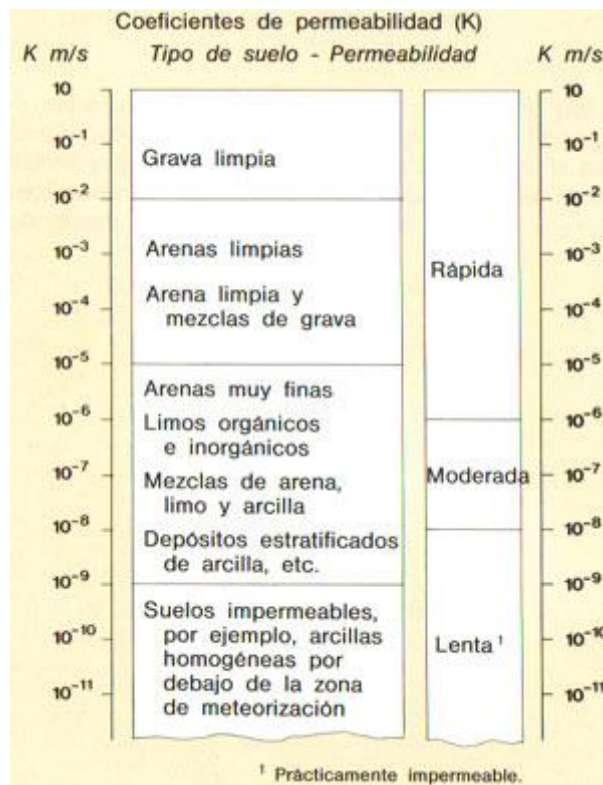 Coeficientes de permeabilidad (K)
K m/s Tipo de suelo - Permeabilidad K m/s
10 10
10⁻¹ 10⁻¹
Grava limpia
10⁻² 10⁻²
Arenas limpias
10⁻³ Rápida 10⁻³
Arena limpia y
mezclas de grava
10⁻⁴ 10⁻⁴
10⁻⁵ 10⁻⁵
Arenas muy finas
10⁻⁶ 10⁻⁶
Limos orgánicos
e inorgánicos
10⁻⁷ Moderada 10⁻⁷
Mezclas de arena,
limo y arcilla
10⁻⁸ 10⁻⁸
Depósitos estratificados
de arcilla, etc.
10⁻⁹ 10⁻⁹
Suelos impermeables,
por ejemplo, arcillas
10⁻¹⁰ Lenta † 10⁻¹⁰
homogéneas por
debajo de la zona
10⁻¹¹ 10⁻¹¹
de meteorización
† Prácticamente impermeable.